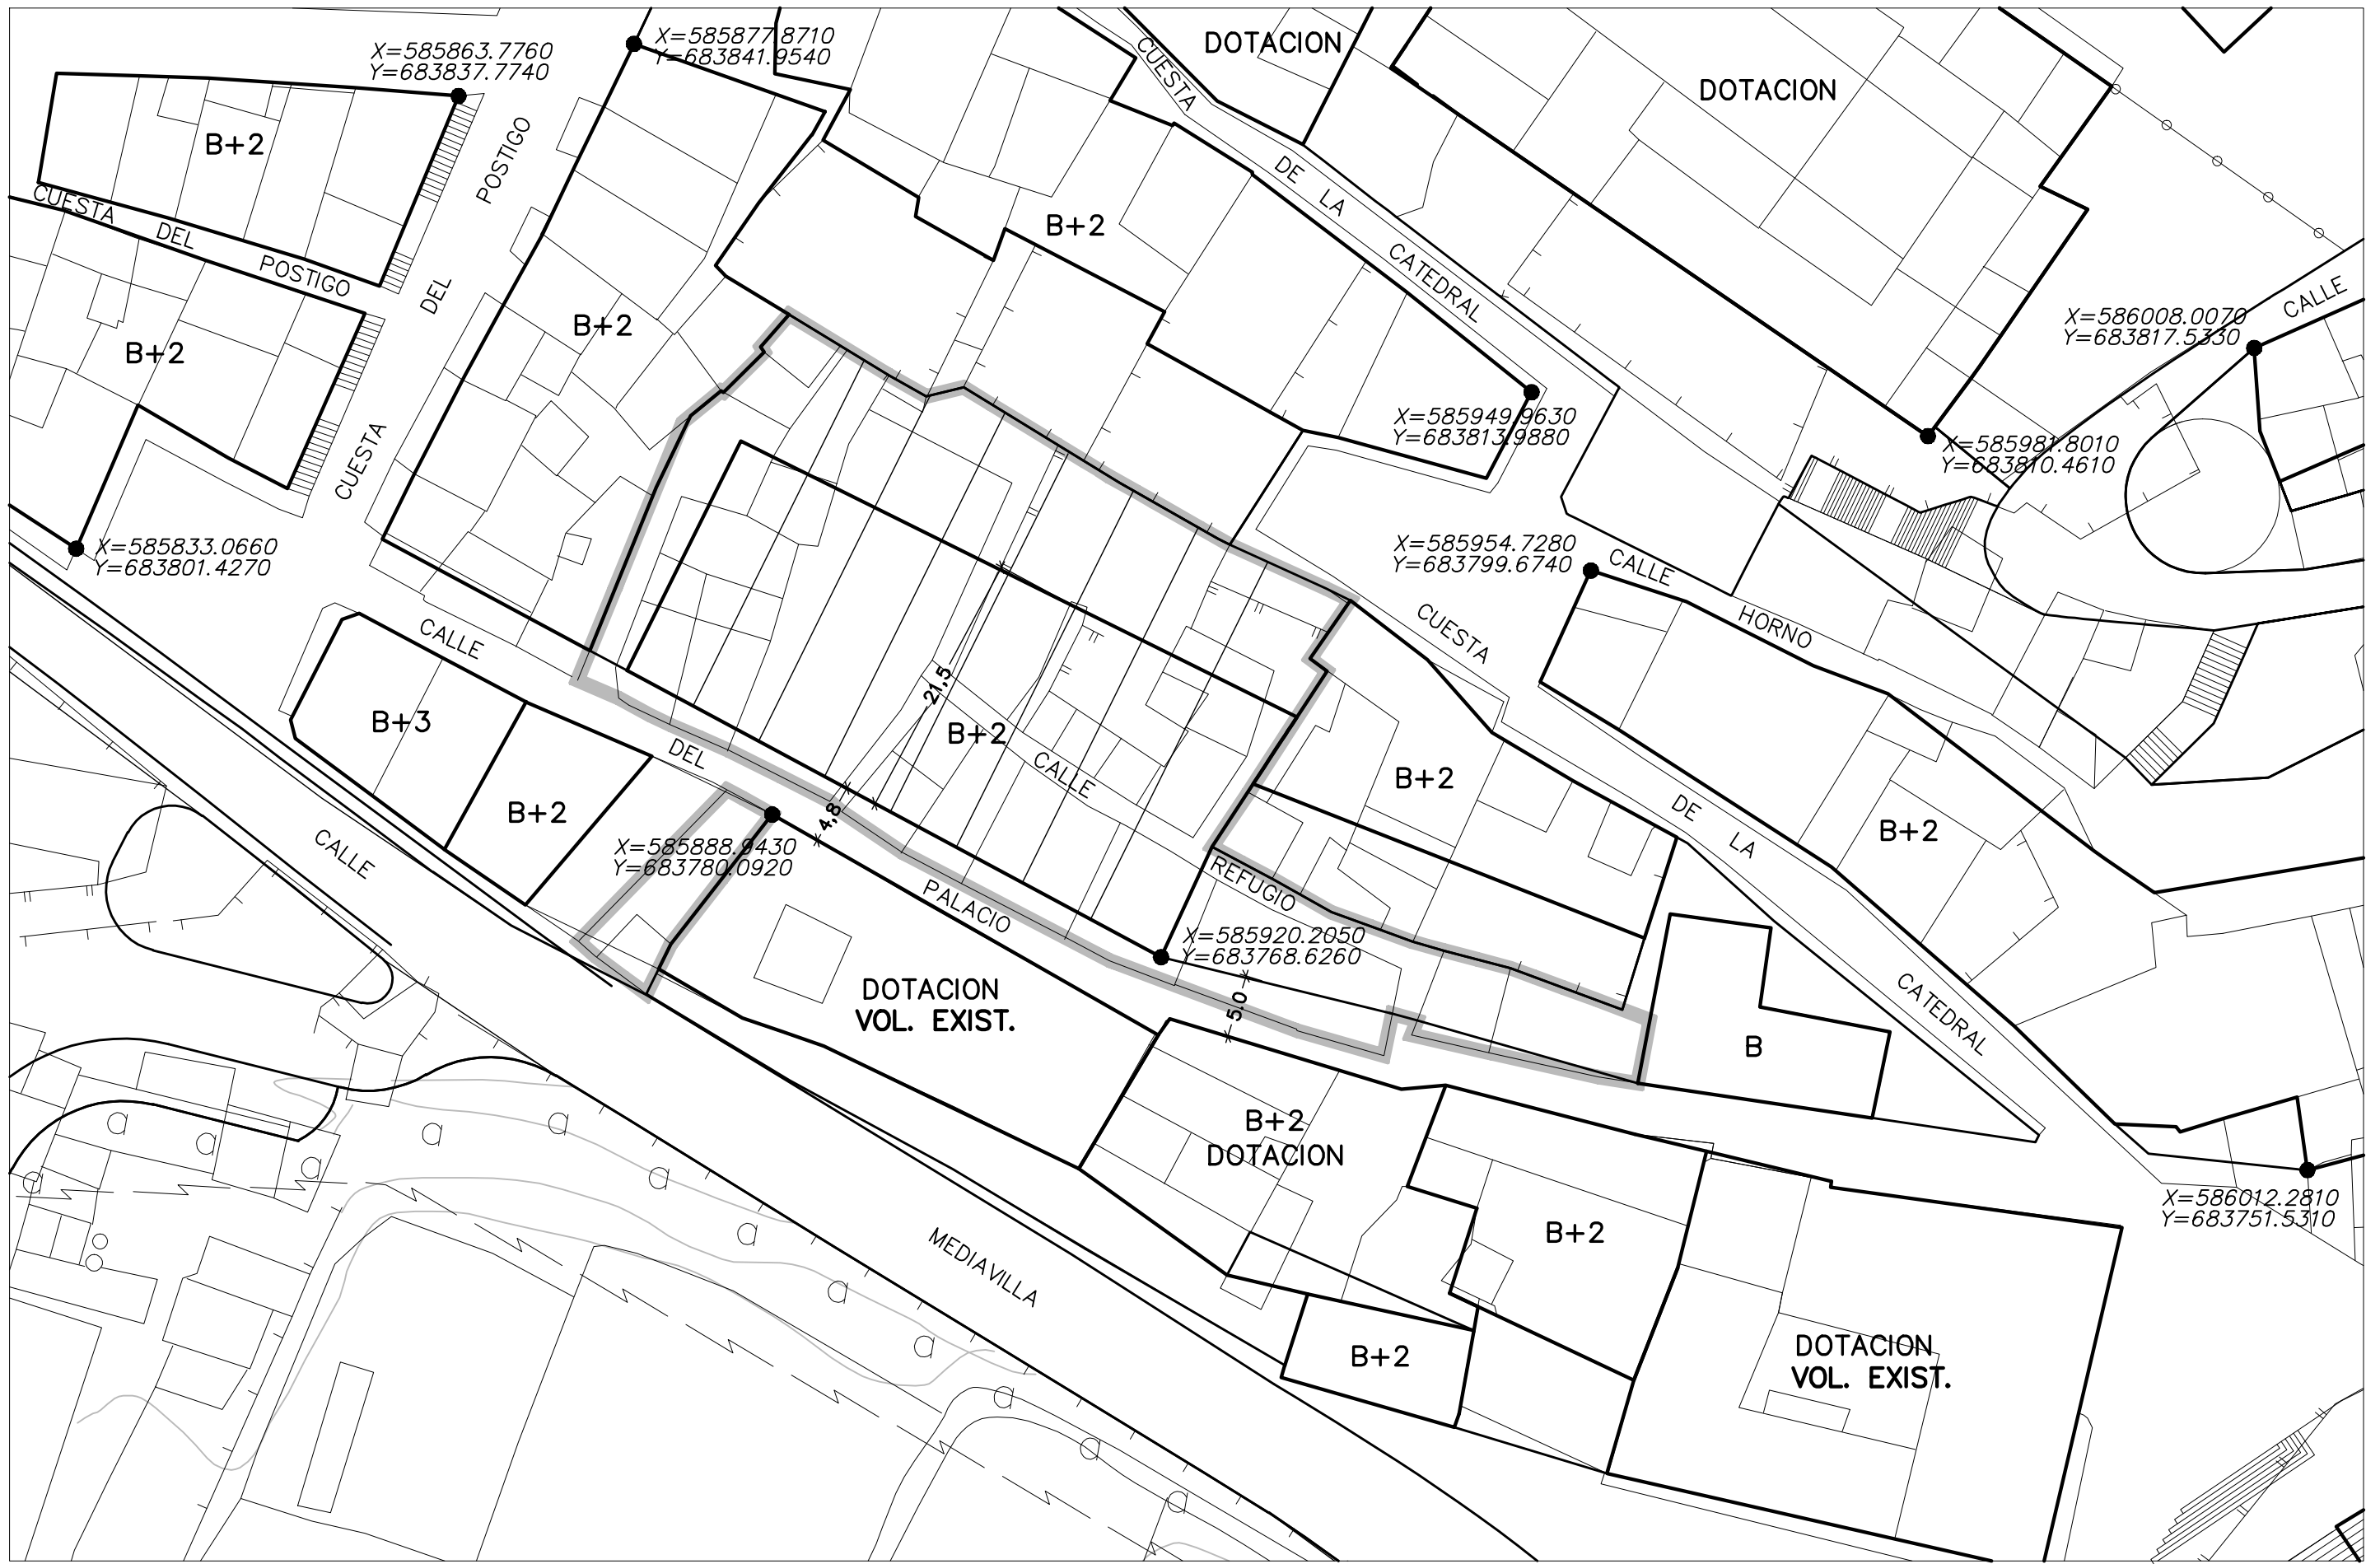 X=585863.7760
Y=683837.7740
X=585877.8710
Y=683841.9540
DOTACION
CUESTA
DOTACION
B+2
POSTIGO
DE LA
CUESTA
DEL
POSTIGO
B+2
CATEDRAL
DEL
B+2
B+2
CALLE
X=586008.0070
Y=683817.5330
X=585949.9630
Y=683813.9880
X=585981.8010
Y=683810.4610
CUESTA
X=585833.0660
Y=683801.4270
X=585954.7280
Y=683799.6740
CALLE
HORNO
CUESTA
CALLE
B+3
21,5
B+2
DEL
CALLE
B+2
B+2
4,8
DE LA
B+2
CALLE
X=585888.9430
Y=683780.0920
REFUGIO
PALACIO
X=585920.2050
Y=683768.6260
DOTACION
VOL. EXIST.
5.0
CATEDRAL
B
B+2
DOTACION
X=586012.2810
Y=683751.5310
B+2
MEDIAVILLA
B+2
DOTACION
VOL. EXIST.